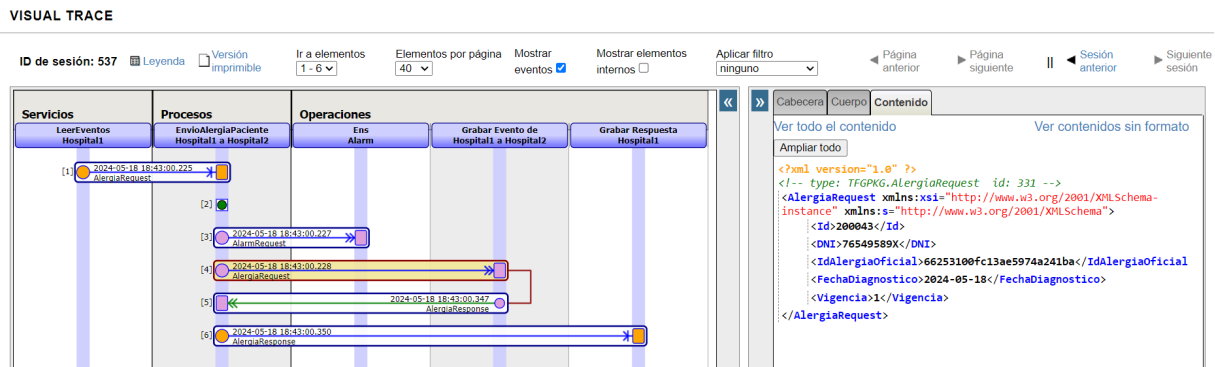 VISUAL TRACE
ID de sesión: 537
Leyenda
Versión
imprimible
Ir a elementos
1 - 6
Elementos por página
40
Mostrar
eventos
Mostrar elementos
internos
Aplicar filtro
ninguno
Página
anterior
Página
siguiente
||
Sesión
anterior
Siguiente
sesión
Servicios
Procesos
Operaciones
LeerEventos
Hospital1
EnvioAlergiaPaciente
Hospital1 a Hospital2
Ens
Alarm
Grabar Evento de
Hospital1 a Hospital2
Grabar Respuesta
Hospital1
[1] 2024-05-18 18:43:00.225
AlergiaRequest
[2]
[3] 2024-05-18 18:43:00.227
AlarmRequest
[4] 2024-05-18 18:43:00.228
AlergiaRequest
[5] 2024-05-18 18:43:00.347
AlergiaResponse
[6] 2024-05-18 18:43:00.350
AlergiaResponse
«
»
Cabecera Cuerpo Contenido
Ver todo el contenido Ver contenidos sin formato
Ampliar todo
<?xml version="1.0" ?>
<!-- type: TFGPKG.AlergiaRequest  id: 331 -->
<AlergiaRequest xmlns:xsi="http://www.w3.org/2001/XMLSchema-
instance" xmlns:s="http://www.w3.org/2001/XMLSchema">
<Id>200043</Id>
<DNI>76549589X</DNI>
<IdAlergiaOficial>66253100fc13ae5974a241ba</IdAlergiaOficial
<FechaDiagnostico>2024-05-18</FechaDiagnostico>
<Vigencia>1</Vigencia>
</AlergiaRequest>